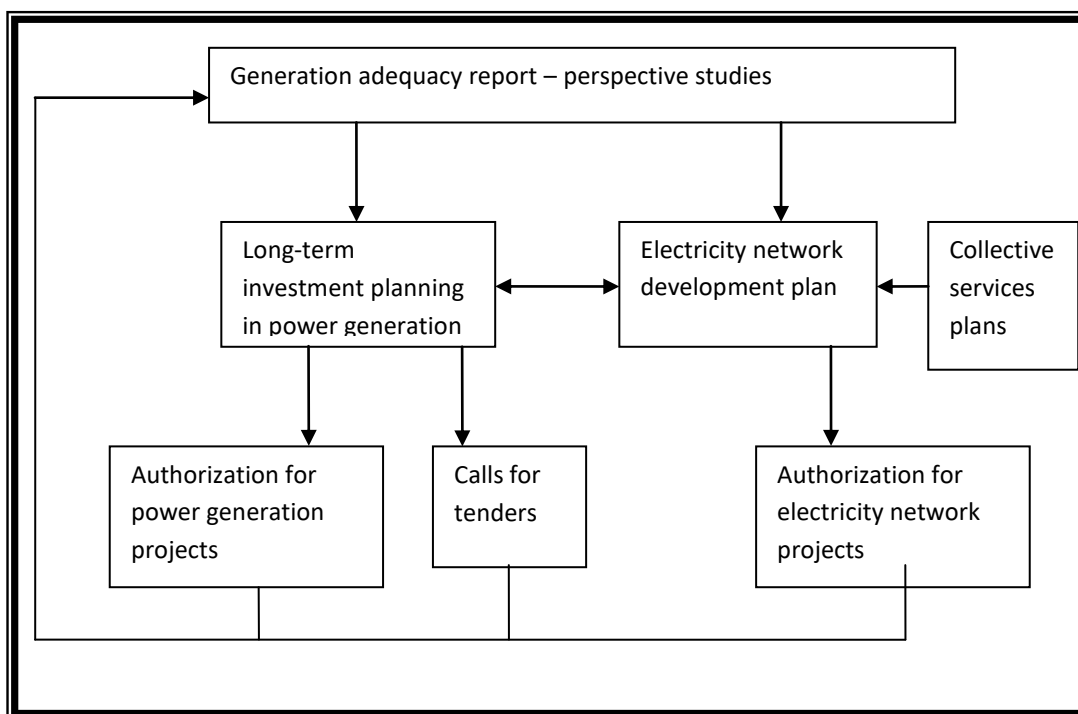 Generation adequacy report – perspective studies
Long-term
investment planning
in power generation
Electricity network
development plan
Collective
services
plans
Authorization for
power generation
projects
Calls for
tenders
Authorization for
electricity network
projects